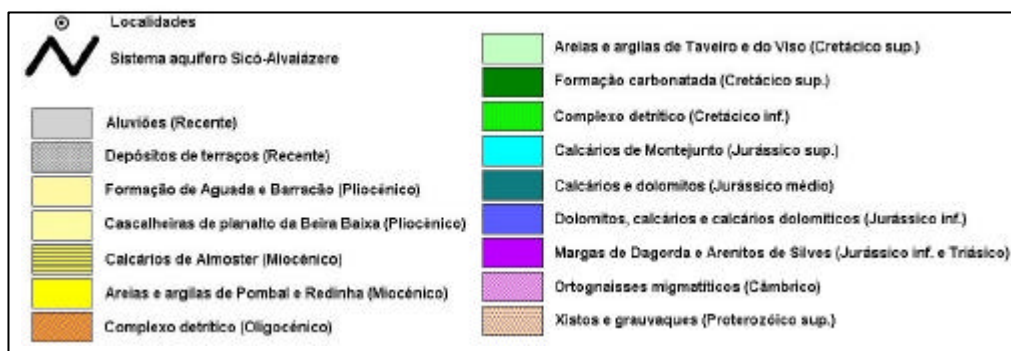 Localidades
Sistema aquífero Sicó-Alvaiázere
Aluviões (Recente)
Depósitos de terraços (Recente)
Formação de Aguada e Barracão (Pliocénico)
Cascalheiras de planalto da Beira Baixa (Pliocénico)
Calcários de Almoster (Miocénico)
Areias e argilas de Pombal e Redinha (Miocénico)
Complexo detrítico (Oligocénico)
Areias e argilas de Taveiro e do Viso (Cretácico sup.)
Formação carbonatada (Cretácico sup.)
Complexo detrítico (Cretácico inf.)
Calcários de Montejunto (Jurássico sup.)
Calcários e dolomitos (Jurássico médio)
Dolomitos, calcários e calcários dolomíticos (Jurássico inf.)
Margas de Dagorda e Arenitos de Silves (Jurássico inf. e Triásico)
Ortognaisses migmatíticos (Câmbrico)
Xistos e grauvaques (Proterozóico sup.)